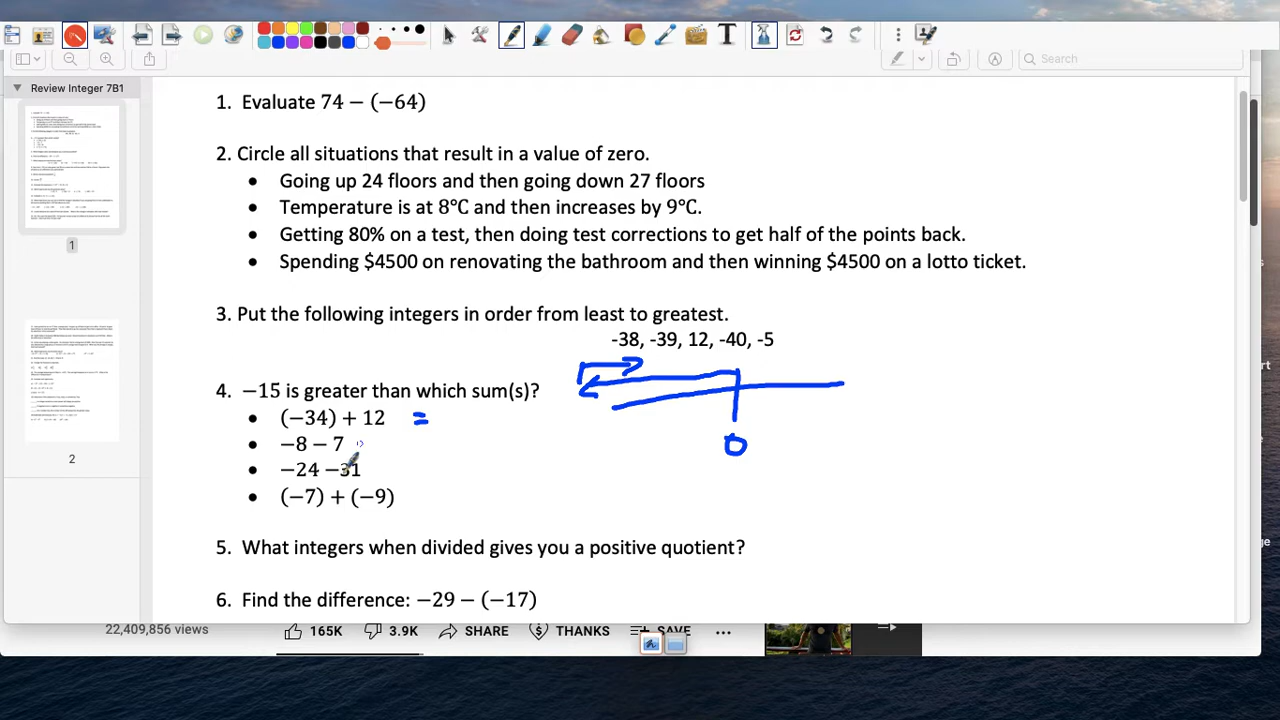 Search
Review Integer 7B1
1. Evaluate 74 − (−64)
2. Circle all situations that result in a value of zero.
• Going up 24 floors and then going down 27 floors
• Temperature is at 8°C and then increases by 9°C.
• Getting 80% on a test, then doing test corrections to get half of the points back.
• Spending $4500 on renovating the bathroom and then winning $4500 on a lotto ticket.
3. Put the following integers in order from least to greatest.
-38, -39, 12, -40, -5
4. −15 is greater than which sum(s)?
• (−34) + 12 =
• −8 − 7
0
• −24 −31
• (−7) + (−9)
5. What integers when divided gives you a positive quotient?
6. Find the difference: −29 − (−17)
1
2
22,409,856 views 165K 3.9K SHARE THANKS SAVE